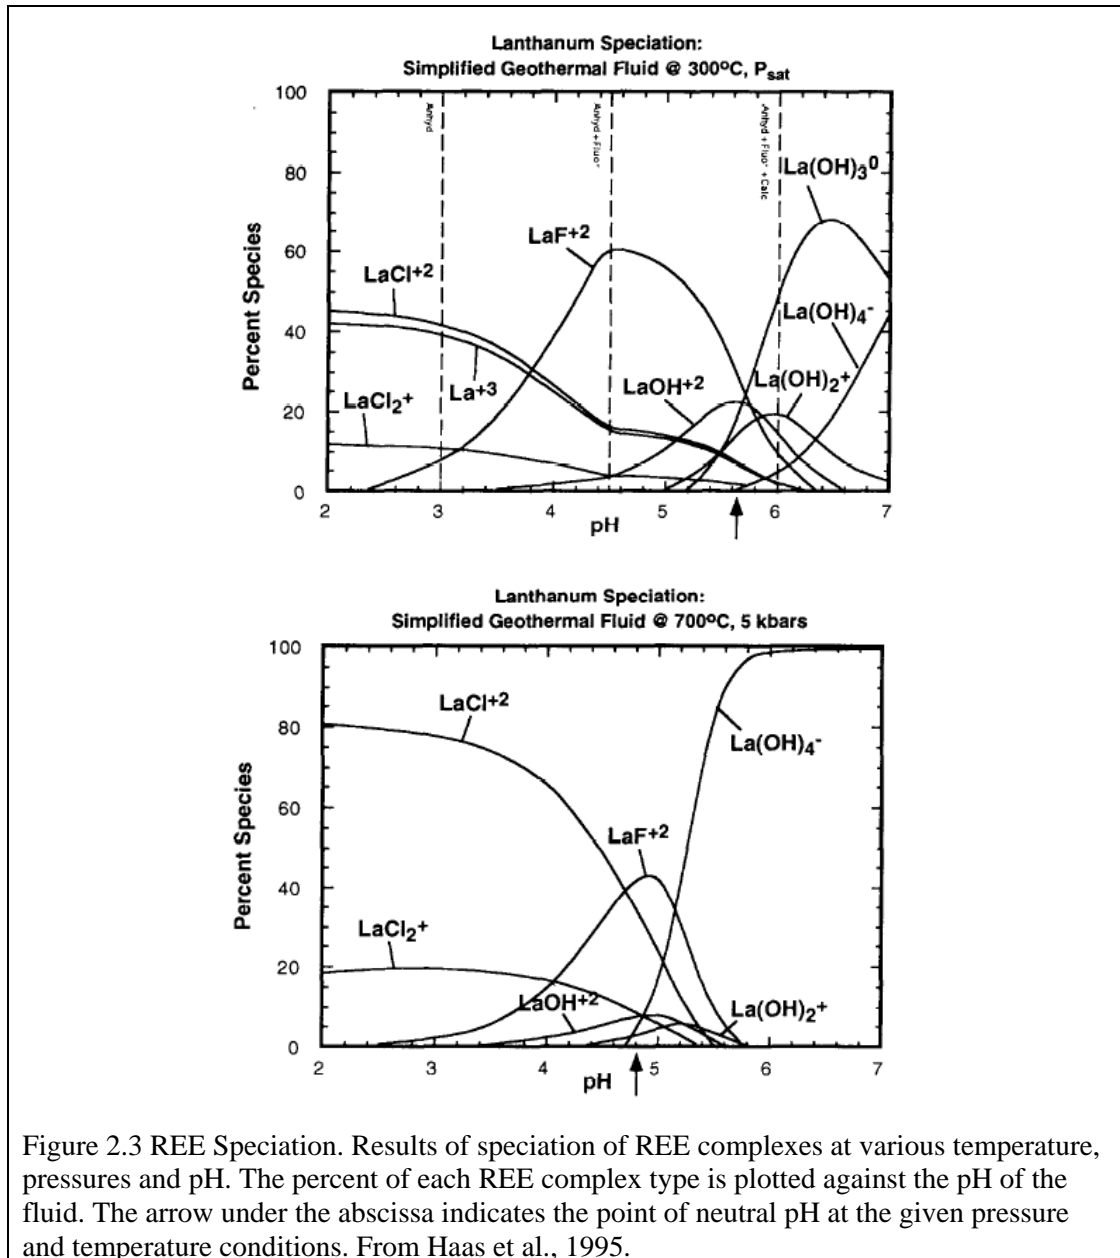 Lanthanum Speciation:
Simplified Geothermal Fluid @ 300°C, P_sat
100
80
60
40
20
0
Percent Species
Anhyd
Anhyd + Fluor
Anhyd + Fluor + Calc
La(OH)₃⁰
LaF⁺²
LaCl⁺²
La(OH)₄⁻
LaOH⁺²
La(OH)₂⁺
La⁺³
LaCl₂⁺
2 3 4 5 6 7
pH
Lanthanum Speciation:
Simplified Geothermal Fluid @ 700°C, 5 kbars
100
80
60
40
20
0
Percent Species
LaCl⁺²
La(OH)₄⁻
LaF⁺²
LaCl₂⁺
LaOH⁺²
La(OH)₂⁺
2 3 4 5 6 7
pH
Figure 2.3 REE Speciation. Results of speciation of REE complexes at various temperature,
pressures and pH. The percent of each REE complex type is plotted against the pH of the
fluid. The arrow under the abscissa indicates the point of neutral pH at the given pressure
and temperature conditions. From Haas et al., 1995.